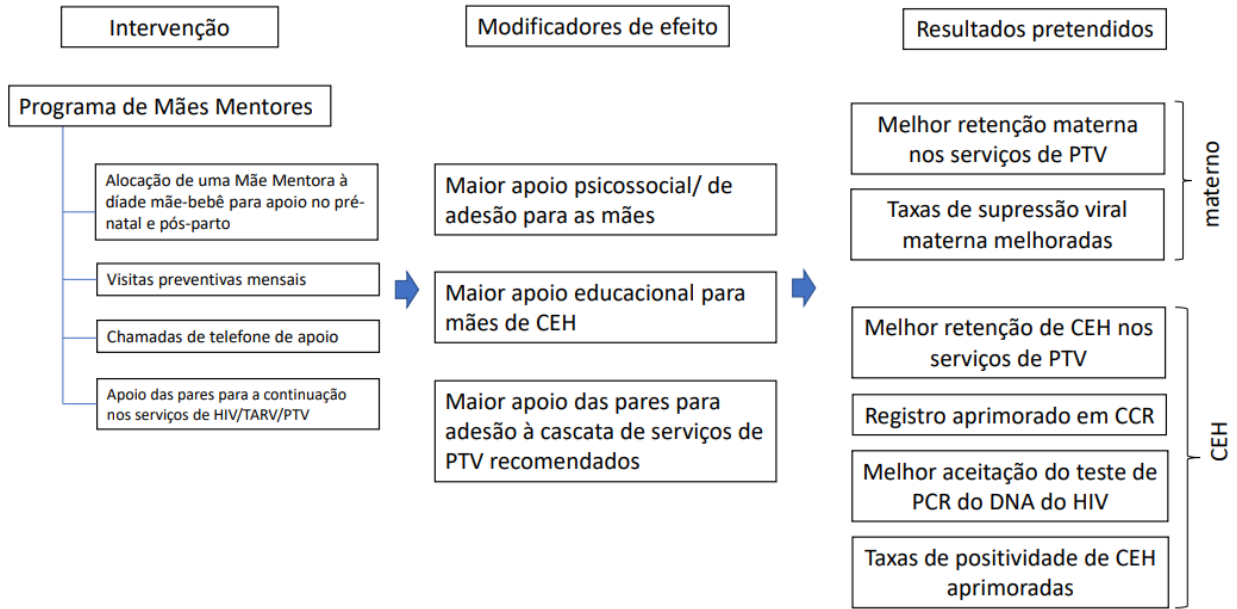 Intervenção
Modificadores de efeito
Resultados pretendidos
Programa de Mães Mentores
Alocação de uma Mãe Mentora à
díade mãe-bebê para apoio no pré-
natal e pós-parto
Visitas preventivas mensais
Chamadas de telefone de apoio
Apoio das pares para a continuação
nos serviços de HIV/TARV/PTV
Maior apoio psicossocial/ de
adesão para as mães
Maior apoio educacional para
mães de CEH
Maior apoio das pares para
adesão à cascata de serviços de
PTV recomendados
Melhor retenção materna
nos serviços de PTV
Taxas de supressão viral
materna melhoradas
materno
Melhor retenção de CEH nos
serviços de PTV
Registro aprimorado em CCR
Melhor aceitação do teste de
PCR do DNA do HIV
Taxas de positividade de CEH
aprimoradas
CEH